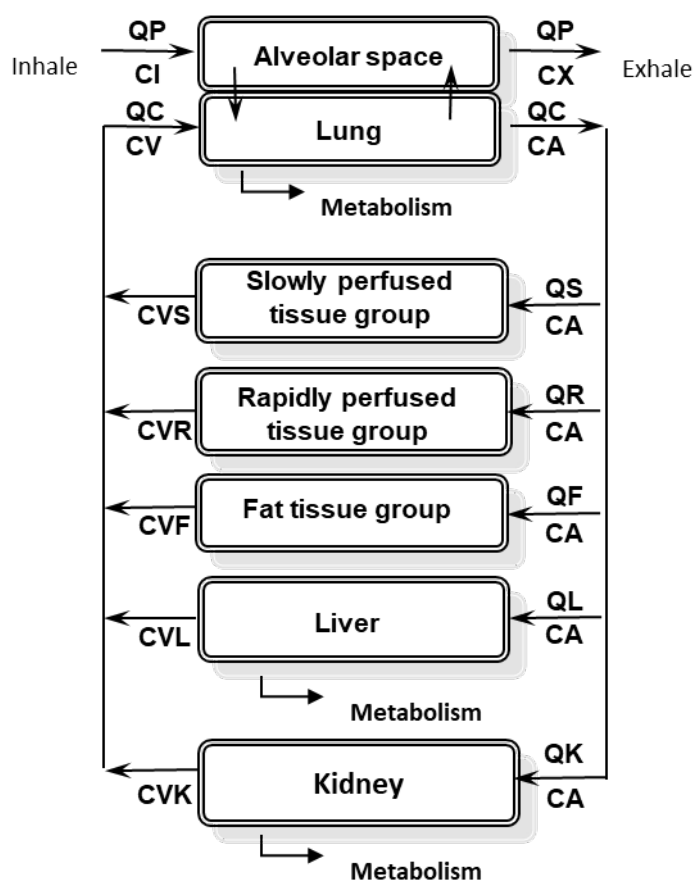 QP
QP
Inhale
Alveolar space
Exhale
CI
CX
QC
QC
CV
Lung
CA
Metabolism
Slowly perfused
tissue group
QS
CVS
CA
Rapidly perfused
tissue group
QR
CVR
CA
Fat tissue group
QF
CVF
CA
Liver
QL
CVL
CA
Metabolism
Kidney
QK
CVK
CA
Metabolism